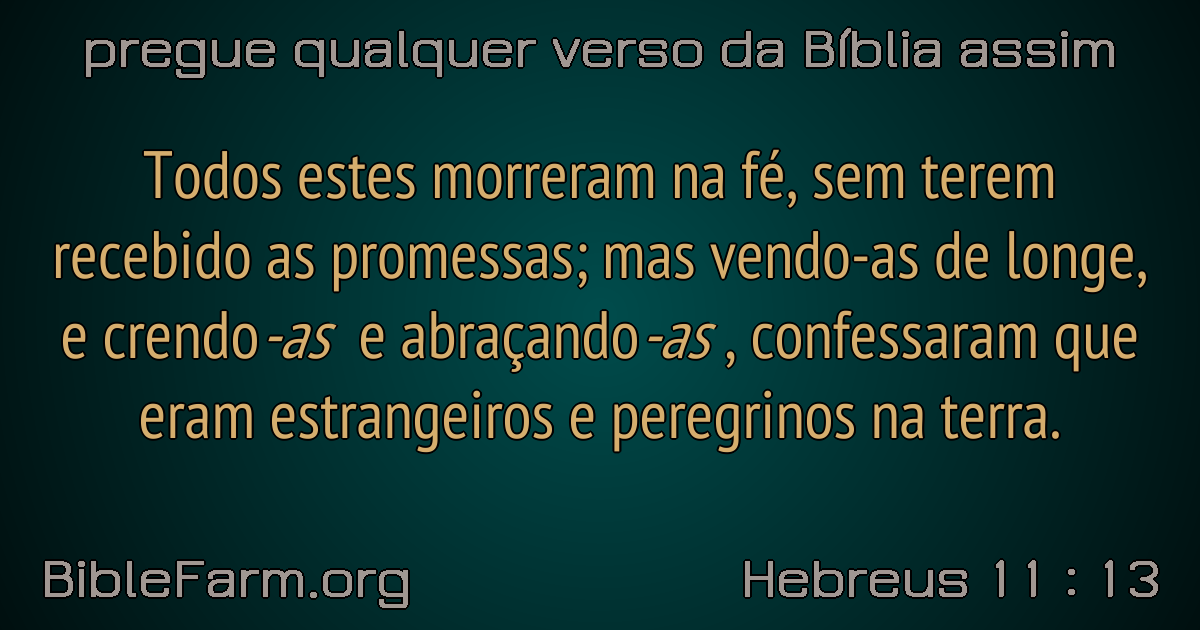 pregue qualquer verso da Bíblia assim
Todos estes morreram na fé, sem terem
recebido as promessas; mas vendo-as de longe,
e crendo-as e abraçando-as , confessaram que
eram estrangeiros e peregrinos na terra.
BibleFarm.org
Hebreus 11 : 13